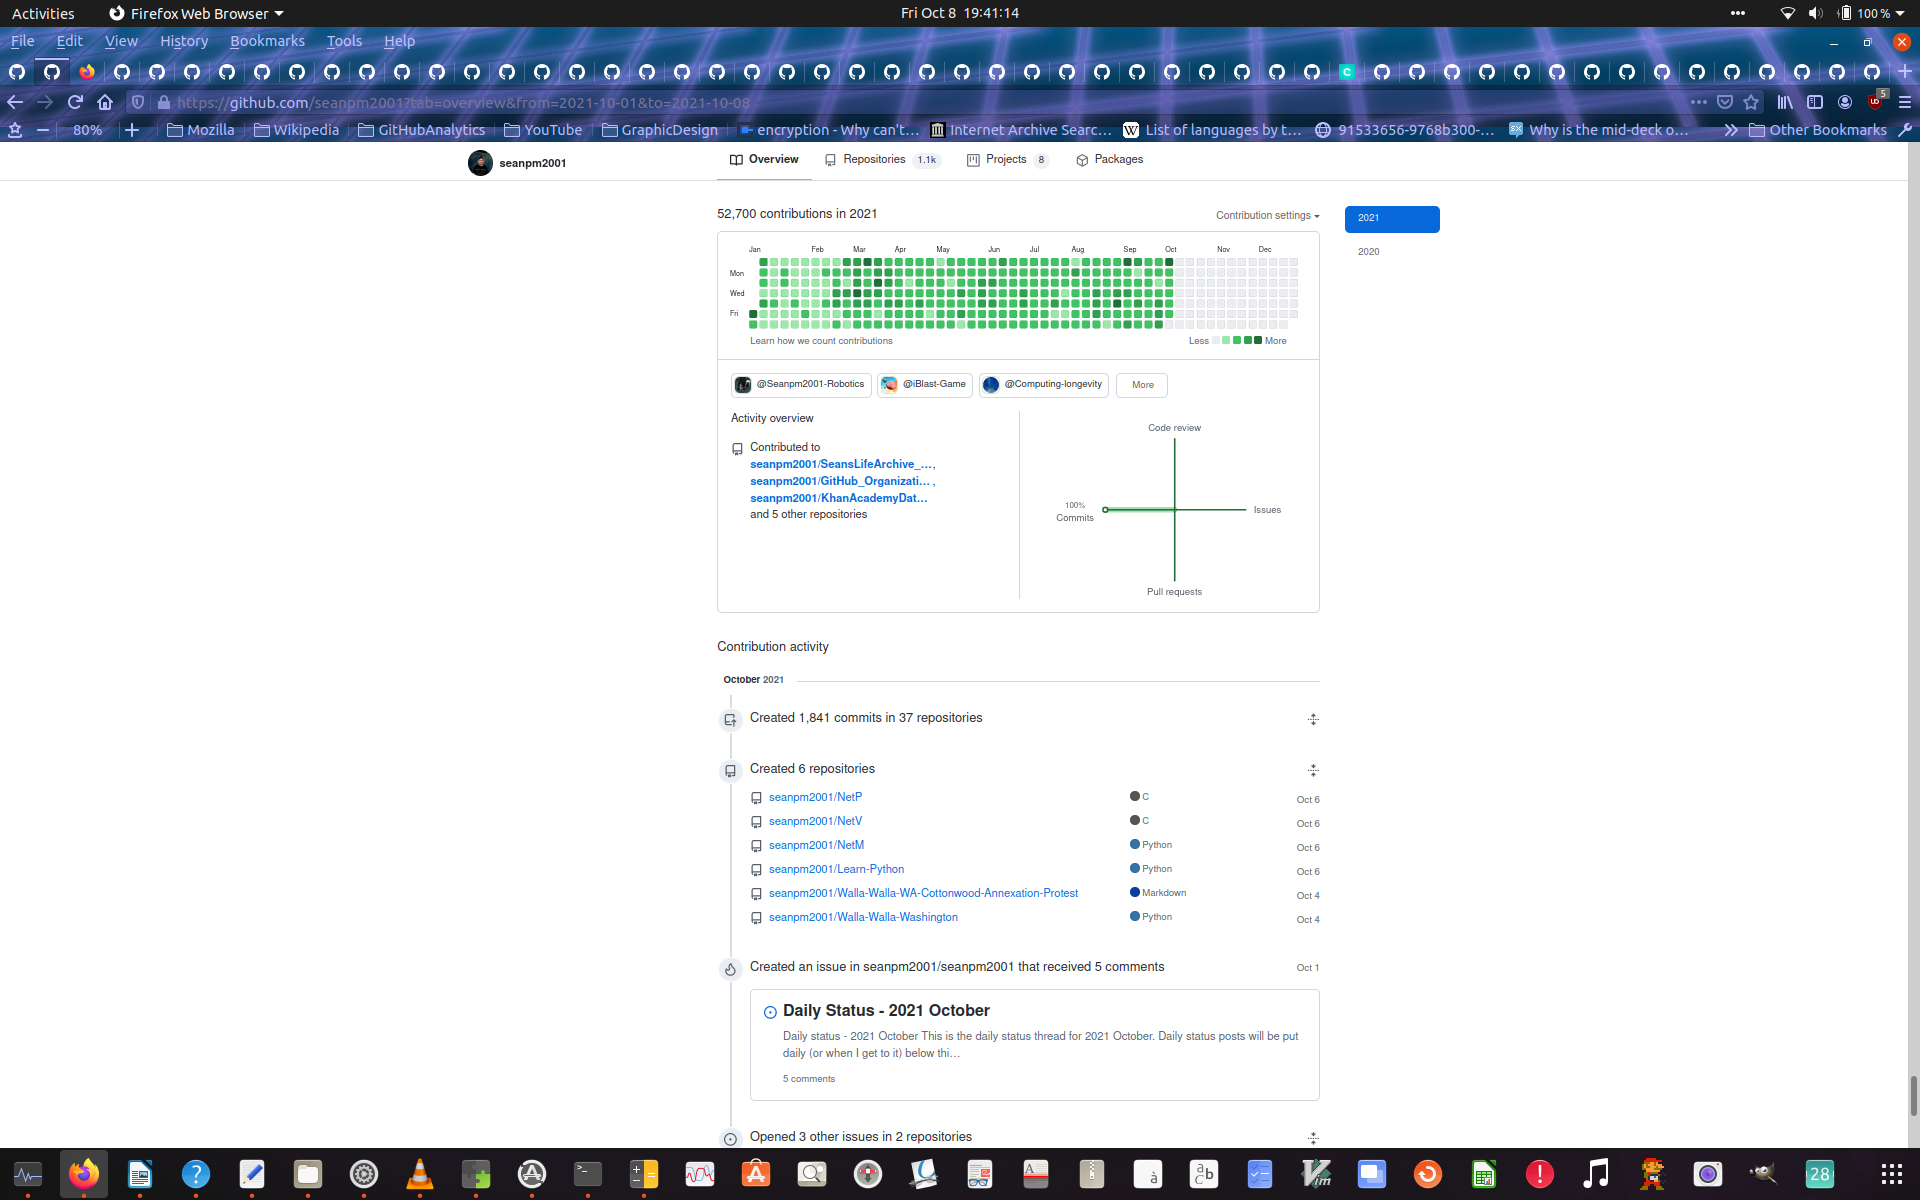 Activities
Firefox Web Browser
Fri Oct 8 19:41:14
100 %
File Edit View History Bookmarks Tools Help
https://github.com/seanpm2001?tab=overview&from=2021-10-01&to=2021-10-08
5
80%
Mozilla
Wikipedia
GitHubAnalytics
YouTube
GraphicDesign
encryption - Why can't…
Internet Archive Searc…
List of languages by t…
91533656-9768b300-…
Why is the mid-deck o…
Other Bookmarks
seanpm2001
Overview
Repositories 1.1k
Projects 8
Packages
52,700 contributions in 2021
Contribution settings
2021
2020
Jan Feb Mar Apr May Jun Jul Aug Sep Oct Nov Dec
Mon
Wed
Fri
Learn how we count contributions
Less More
@Seanpm2001-Robotics
@iBlast-Game
@Computing-longevity
More
Activity overview
Contributed to
seanpm2001/SeansLifeArchive_…,
seanpm2001/GitHub_Organizati… ,
seanpm2001/KhanAcademyDat…
and 5 other repositories
Code review
100%
Commits
Issues
Pull requests
Contribution activity
October 2021
Created 1,841 commits in 37 repositories
Created 6 repositories
seanpm2001/NetP C Oct 6
seanpm2001/NetV C Oct 6
seanpm2001/NetM Python Oct 6
seanpm2001/Learn-Python Python Oct 6
seanpm2001/Walla-Walla-WA-Cottonwood-Annexation-Protest Markdown Oct 4
seanpm2001/Walla-Walla-Washington Python Oct 4
Created an issue in seanpm2001/seanpm2001 that received 5 comments Oct 1
Daily Status - 2021 October
Daily status - 2021 October This is the daily status thread for 2021 October. Daily status posts will be put
daily (or when I get to it) below thi…
5 comments
Opened 3 other issues in 2 repositories
28